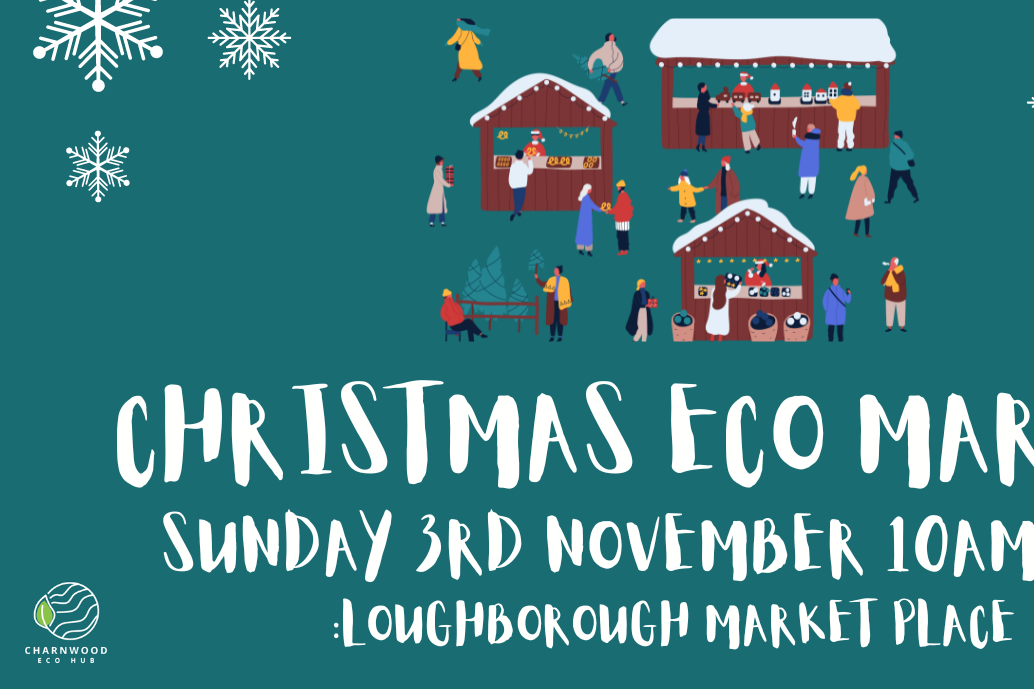 CHRISTMAS ECO MAR
SUNDAY 3RD NOVEMBER 10AM
:LOUGHBOROUGH MARKET PLACE
CHARNWOOD
ECO HUB